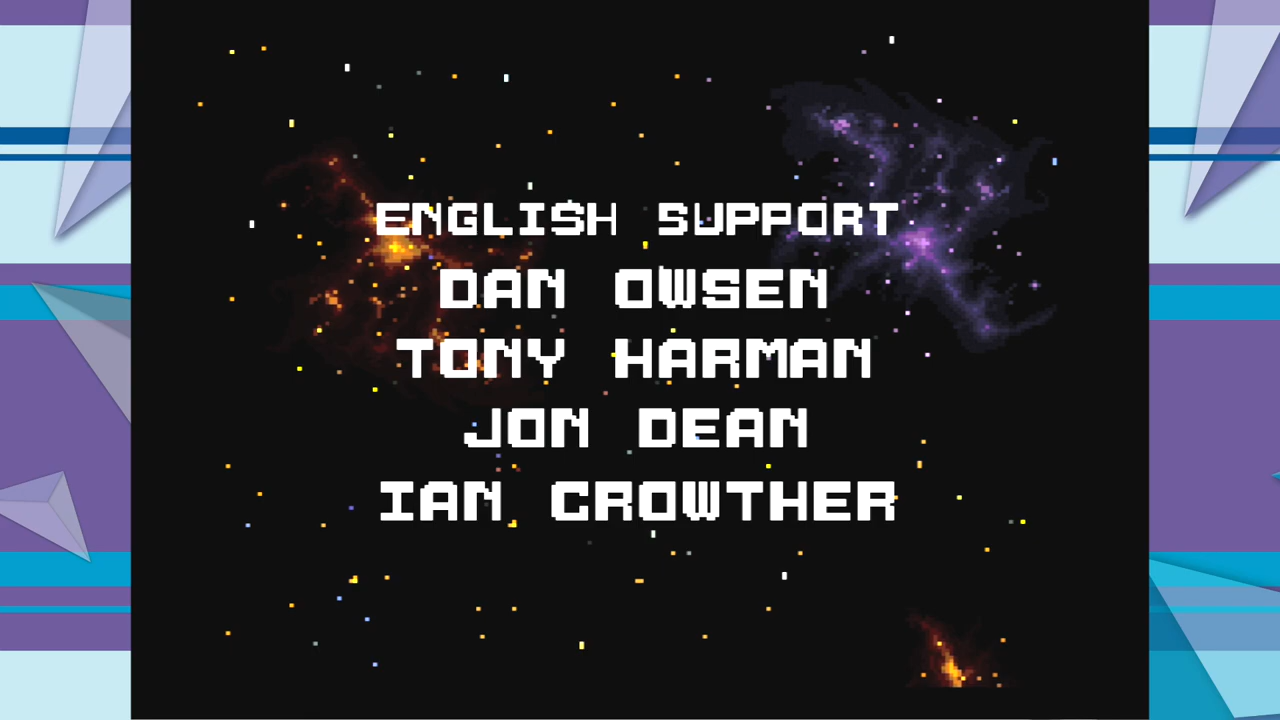 ENGLISH SUPPORT
DAN OWSEN
TONY HARMAN
JON DEAN
IAN CROWTHER